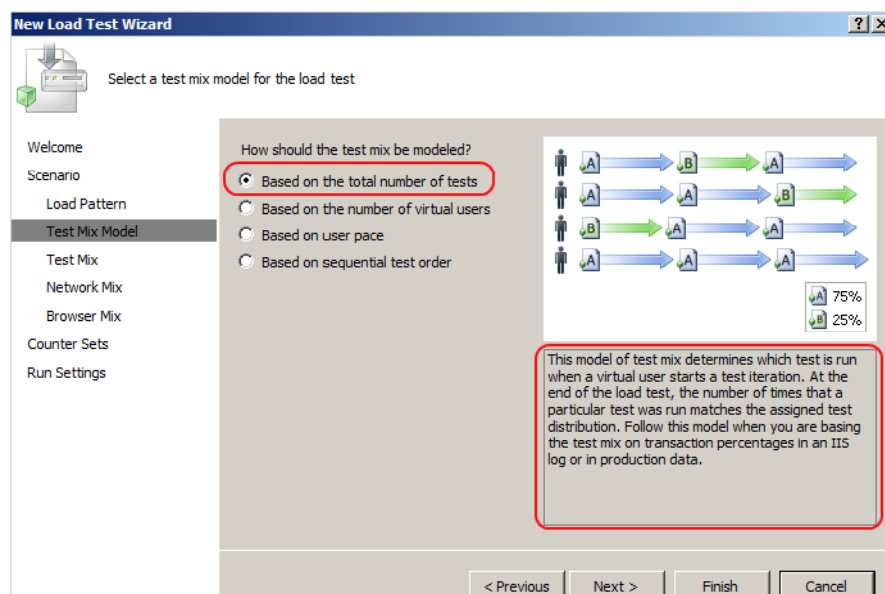 New Load Test Wizard
Select a test mix model for the load test
Welcome
Scenario
Load Pattern
Test Mix Model
Test Mix
Network Mix
Browser Mix
Counter Sets
Run Settings
How should the test mix be modeled?
Based on the total number of tests
Based on the number of virtual users
Based on user pace
Based on sequential test order
A B A
A A B
B A A
A A A
A 75%
B 25%
This model of test mix determines which test is run
when a virtual user starts a test iteration. At the
end of the load test, the number of times that a
particular test was run matches the assigned test
distribution. Follow this model when you are basing
the test mix on transaction percentages in an IIS
log or in production data.
< Previous
Next >
Finish
Cancel